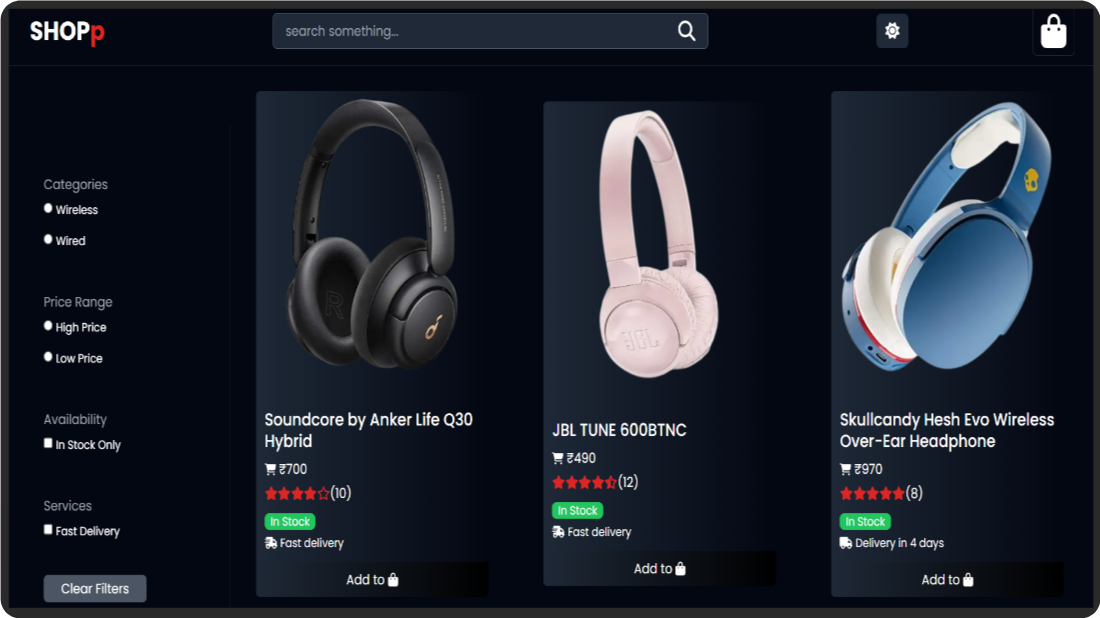 SHOPp
search something...
Categories
Wireless
Wired
Price Range
High Price
Low Price
Availability
In Stock Only
Services
Fast Delivery
Clear Filters
R
Soundcore by Anker Life Q30
Hybrid
₹700
(10)
In Stock
Fast delivery
Add to
JBL
JBL TUNE 600BTNC
₹490
(12)
In Stock
Fast delivery
Add to
Skullcandy Hesh Evo Wireless
Over-Ear Headphone
₹970
(8)
In Stock
Delivery in 4 days
Add to